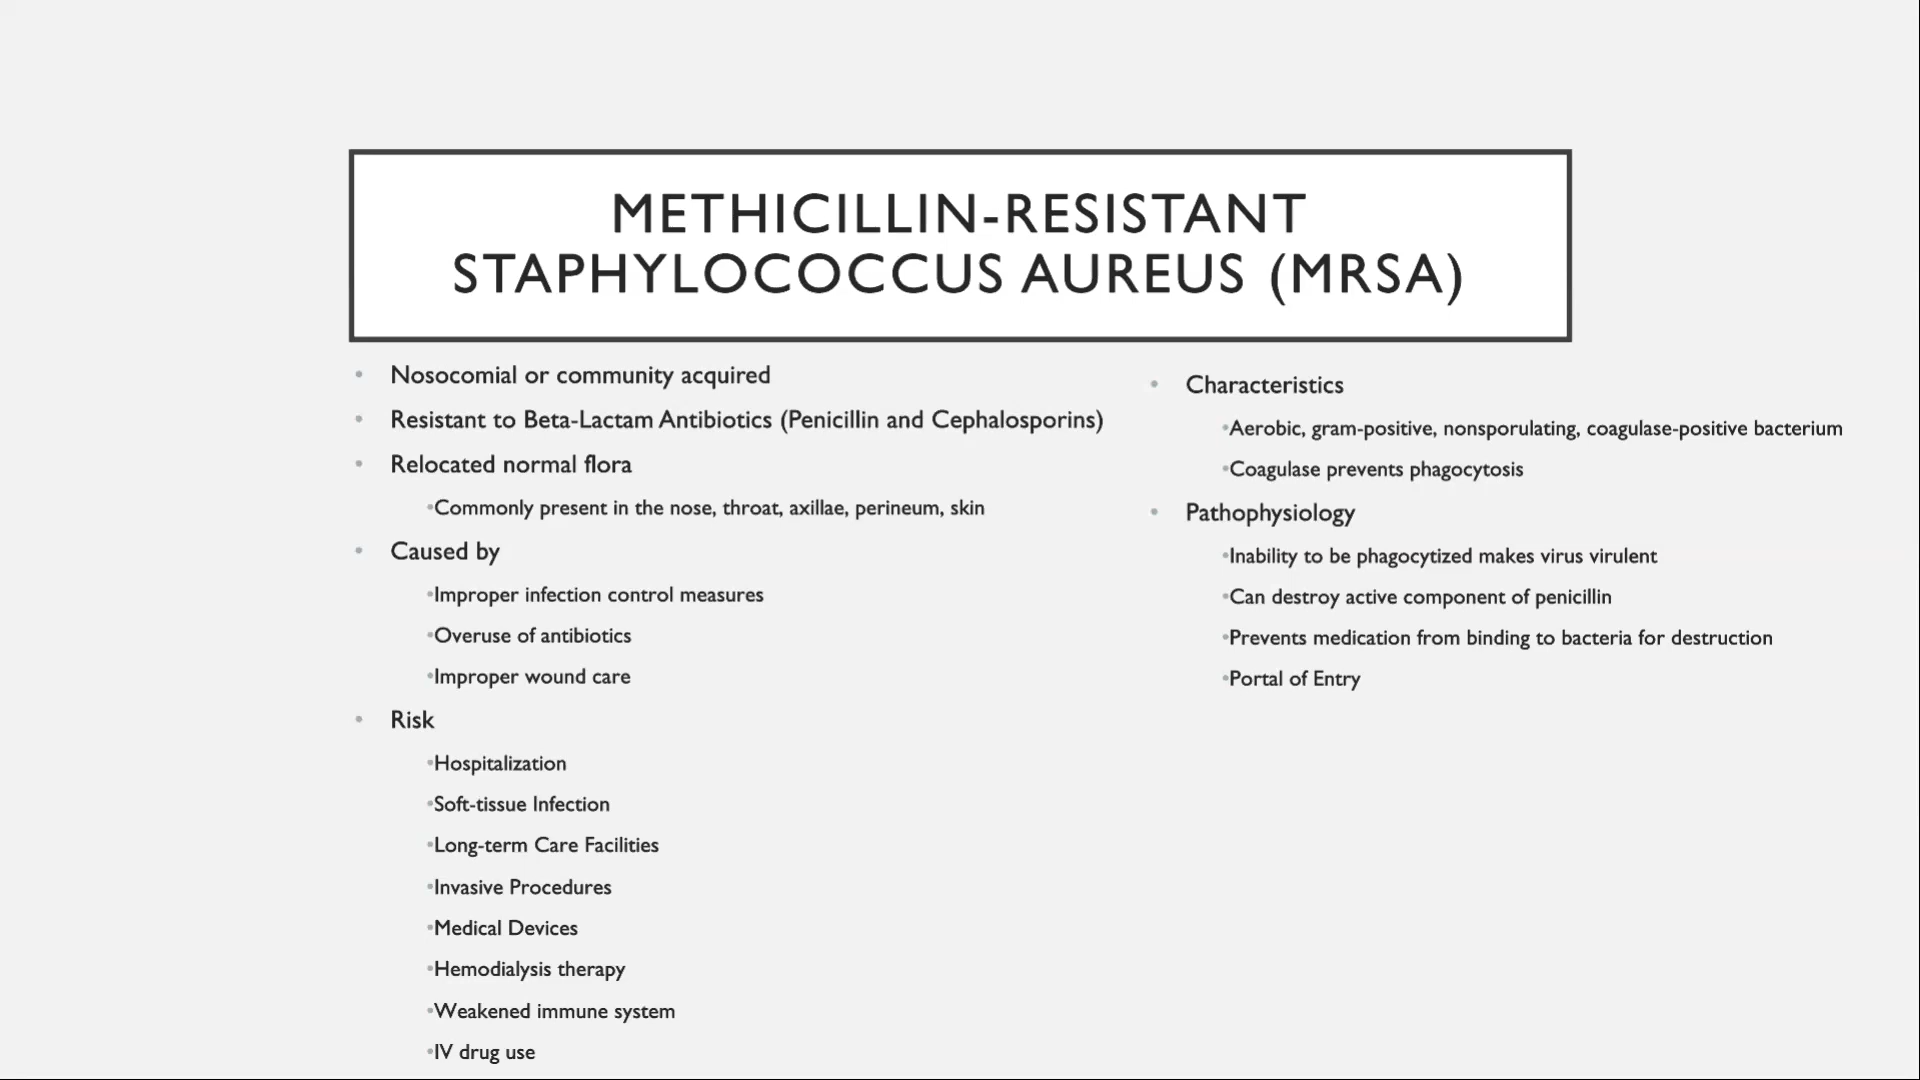 METHICILLIN-RESISTANT
STAPHYLOCOCCUS AUREUS (MRSA)
• Nosocomial or community acquired
• Resistant to Beta-Lactam Antibiotics (Penicillin and Cephalosporins)
• Relocated normal flora
•Commonly present in the nose, throat, axillae, perineum, skin
• Caused by
•Improper infection control measures
•Overuse of antibiotics
•Improper wound care
• Risk
•Hospitalization
•Soft-tissue Infection
•Long-term Care Facilities
•Invasive Procedures
•Medical Devices
•Hemodialysis therapy
•Weakened immune system
•IV drug use
• Characteristics
•Aerobic, gram-positive, nonsporulating, coagulase-positive bacterium
•Coagulase prevents phagocytosis
• Pathophysiology
•Inability to be phagocytized makes virus virulent
•Can destroy active component of penicillin
•Prevents medication from binding to bacteria for destruction
•Portal of Entry